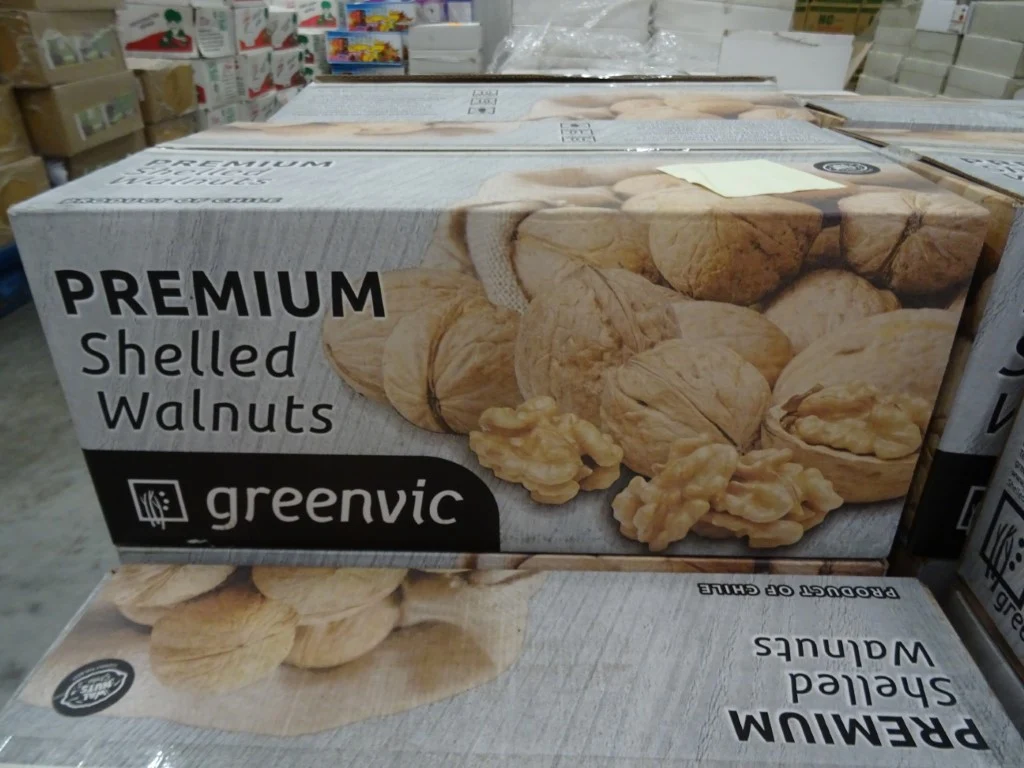 PREMIUM
Shelled
Walnuts
PRODUCT OF CHILE
PREMIUM
Shelled
Walnuts
greenvic
PRODUCT OF CHILE
Walnuts
Shelled
PREMIUM